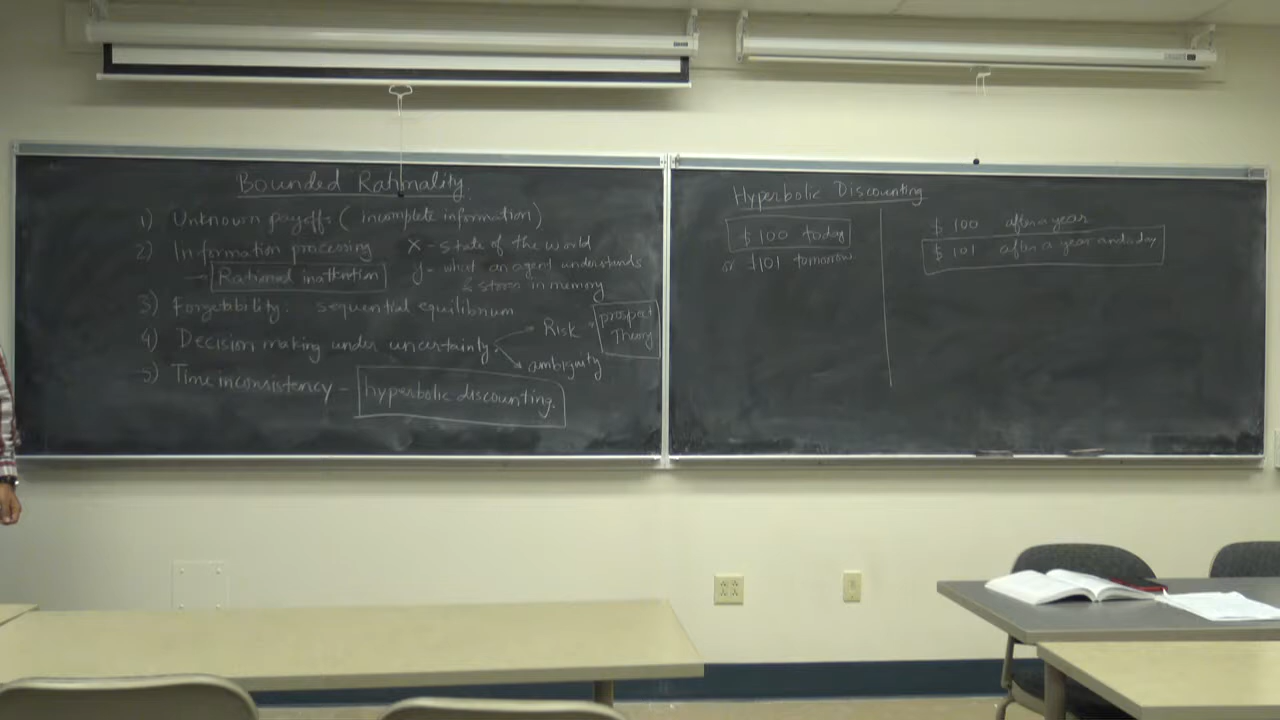 Bounded Rationality.
1) Unknown payoffs (Incomplete information)
2) Information processing
→ Rational inattention
X - state of the world
y - what an agent understands
& stores in memory
3) Forgetability: sequential equilibrium
4) Decision making under uncertainty
Risk → prospect Theory
ambiguity
5) Time inconsistency - hyperbolic discounting.
Hyperbolic Discounting
$100 today
or $101 tomorrow
$100 after a year
$101 after a year and a day